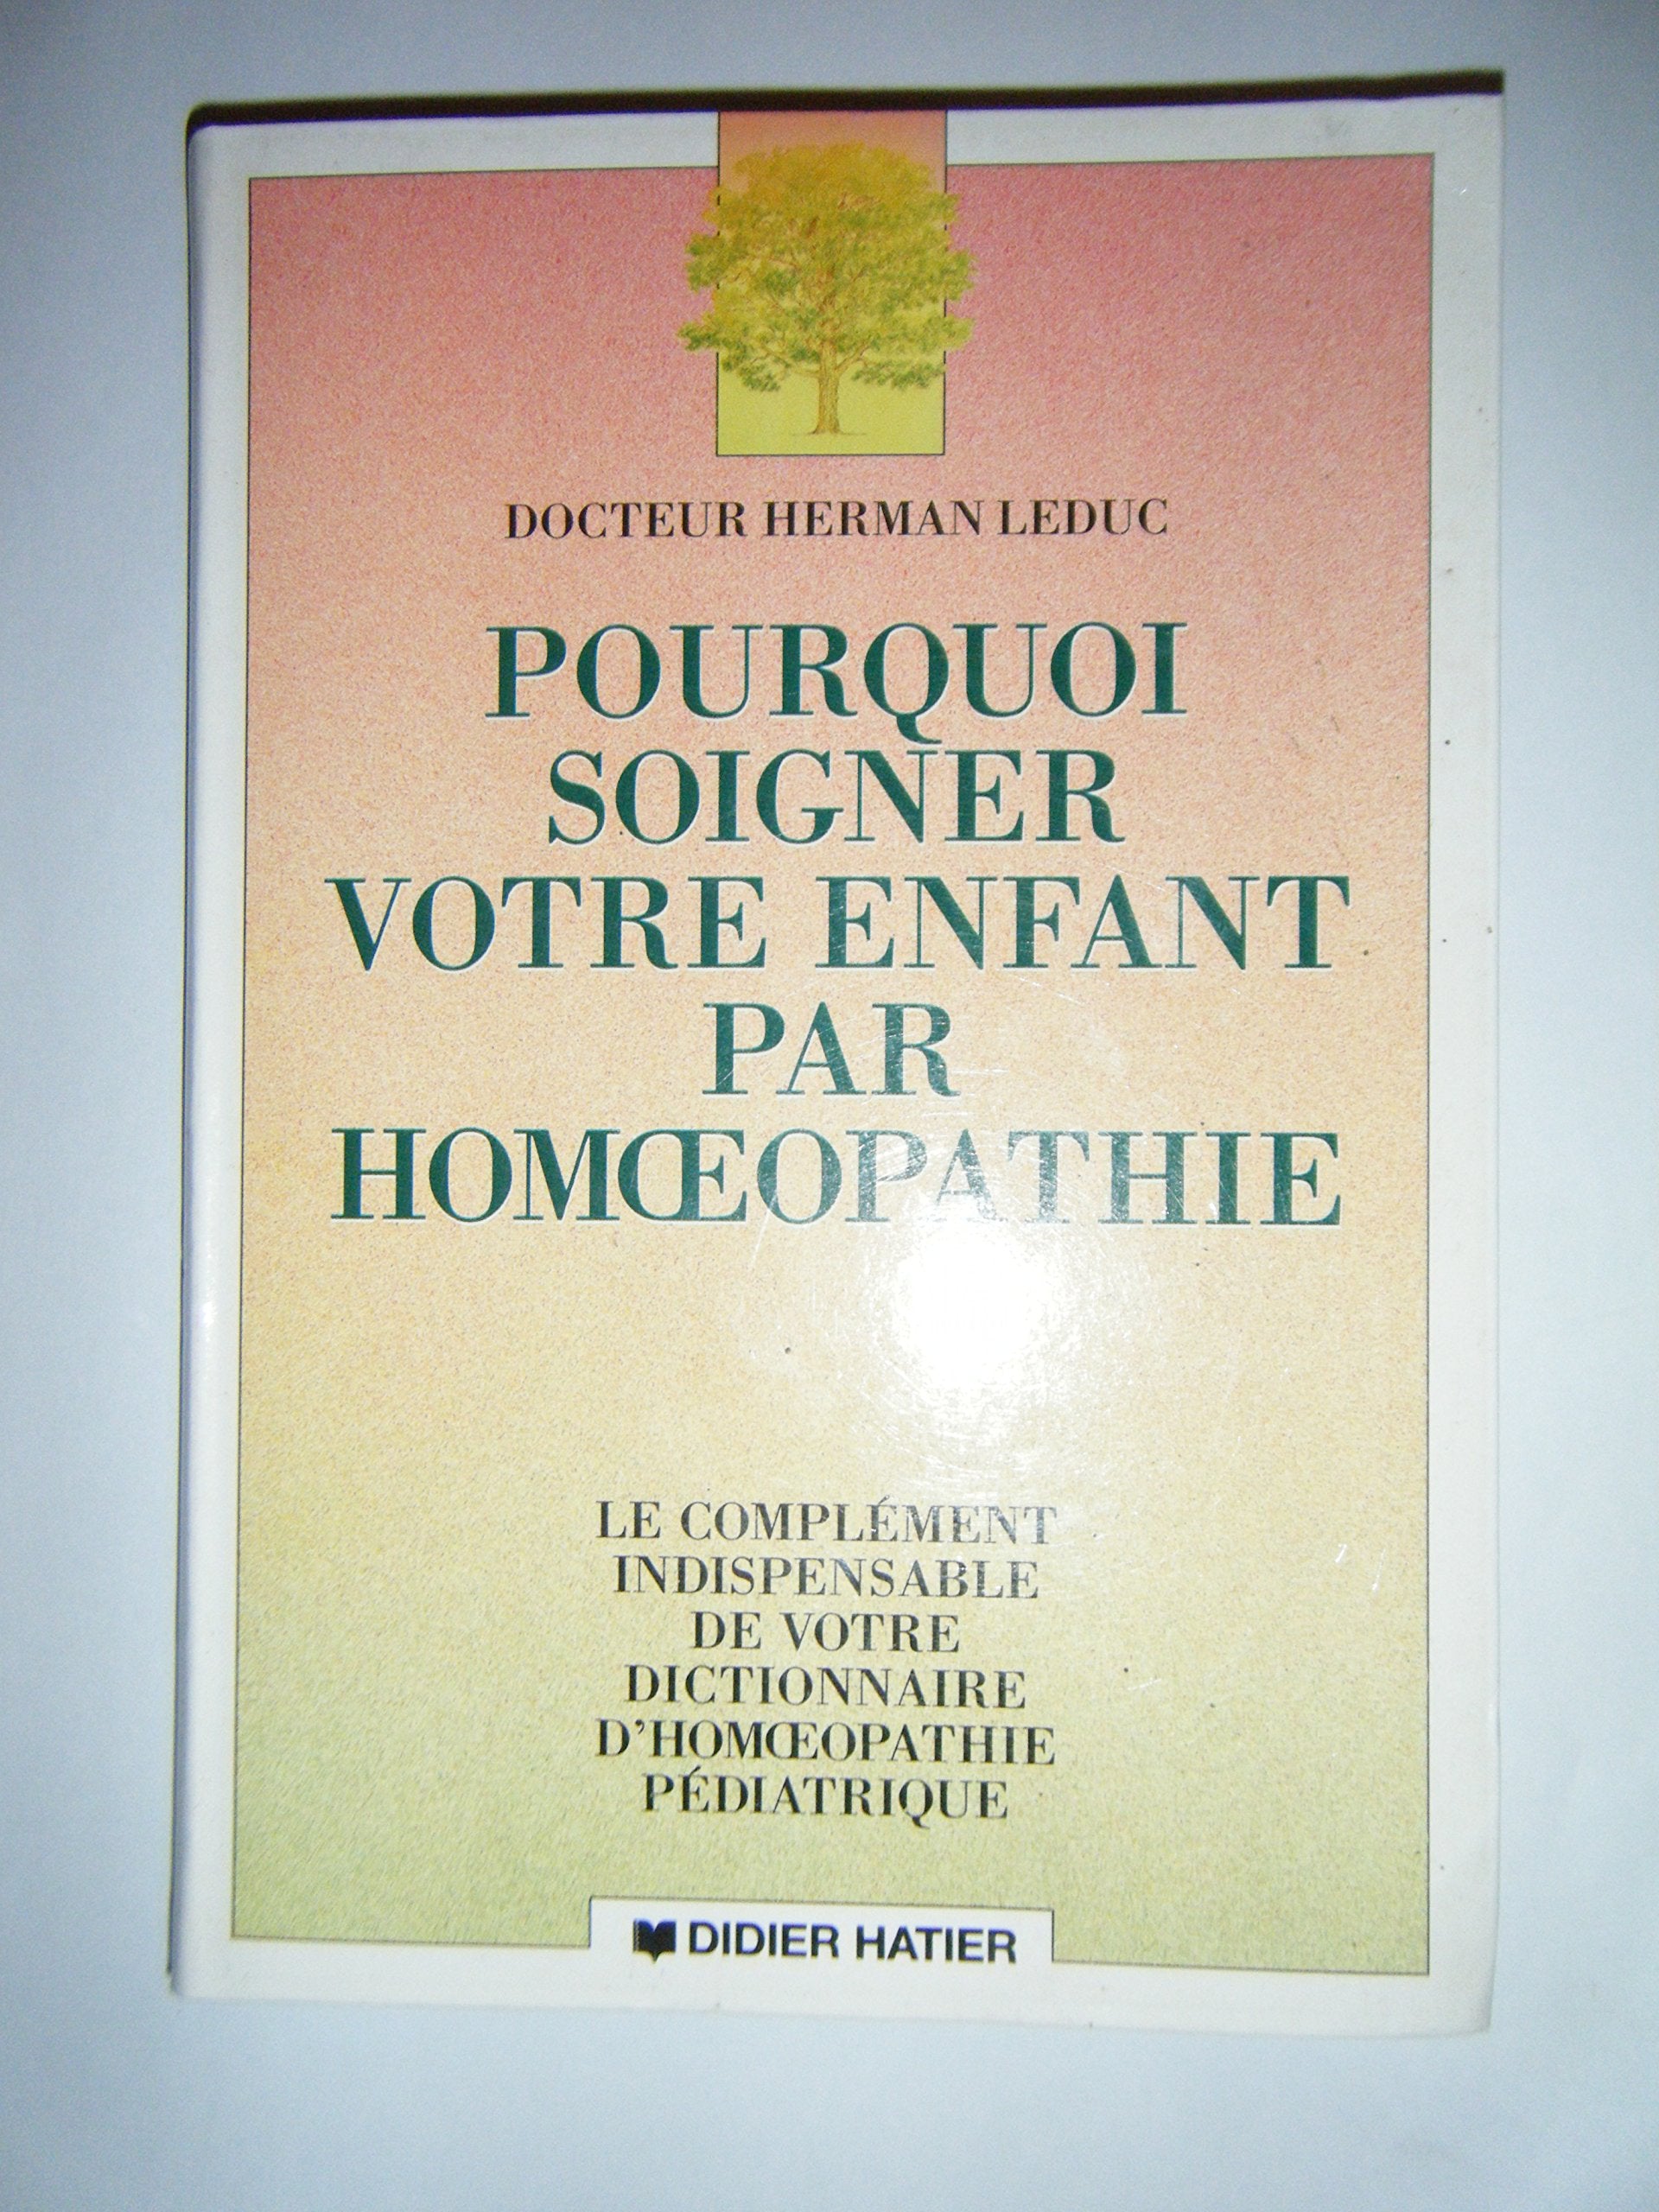 DOCTEUR HERMAN LEDUC
POURQUOI
SOIGNER
VOTRE ENFANT
PAR
HOMŒOPATHIE
LE COMPLÉMENT
INDISPENSABLE
DE VOTRE
DICTIONNAIRE
D'HOMŒOPATHIE
PÉDIATRIQUE
DIDIER HATIER